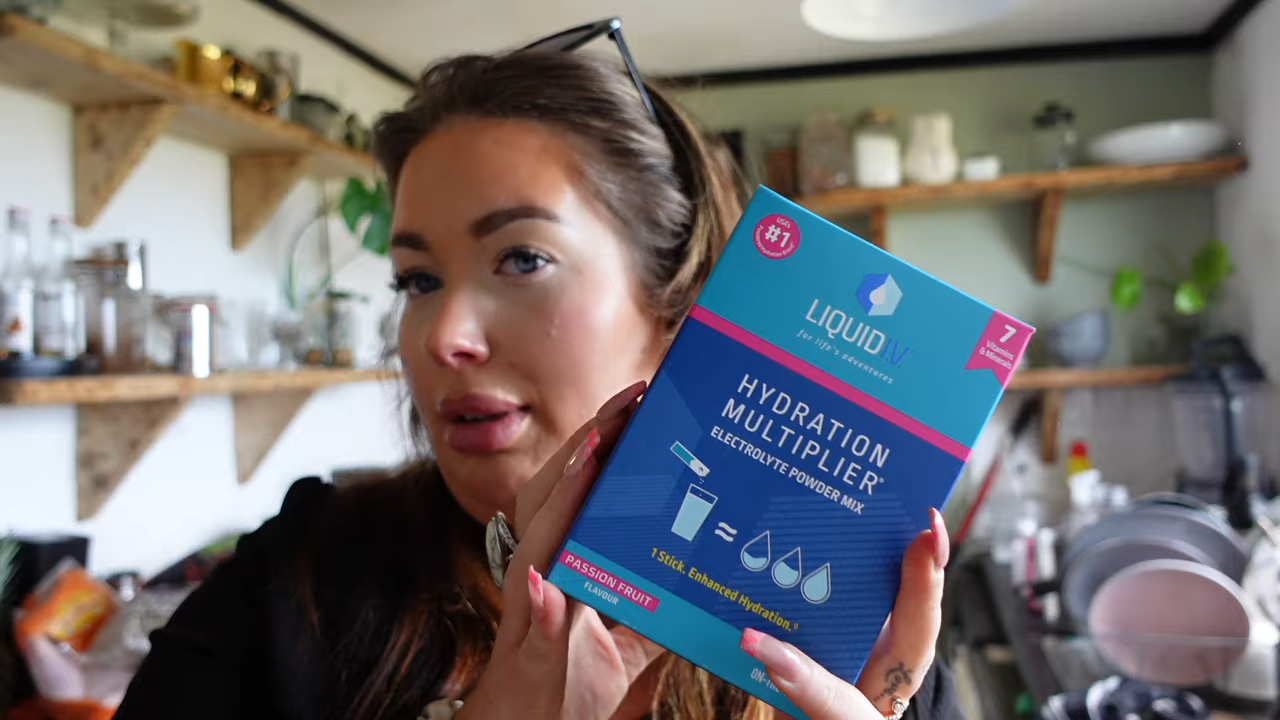 USA's
#1
LIQUID I.V.
for life's adventures
7
Vitamins
& Minerals
HYDRATION
MULTIPLIER®
ELECTROLYTE POWDER MIX
1 Stick. Enhanced Hydration.
PASSION FRUIT
FLAVOUR